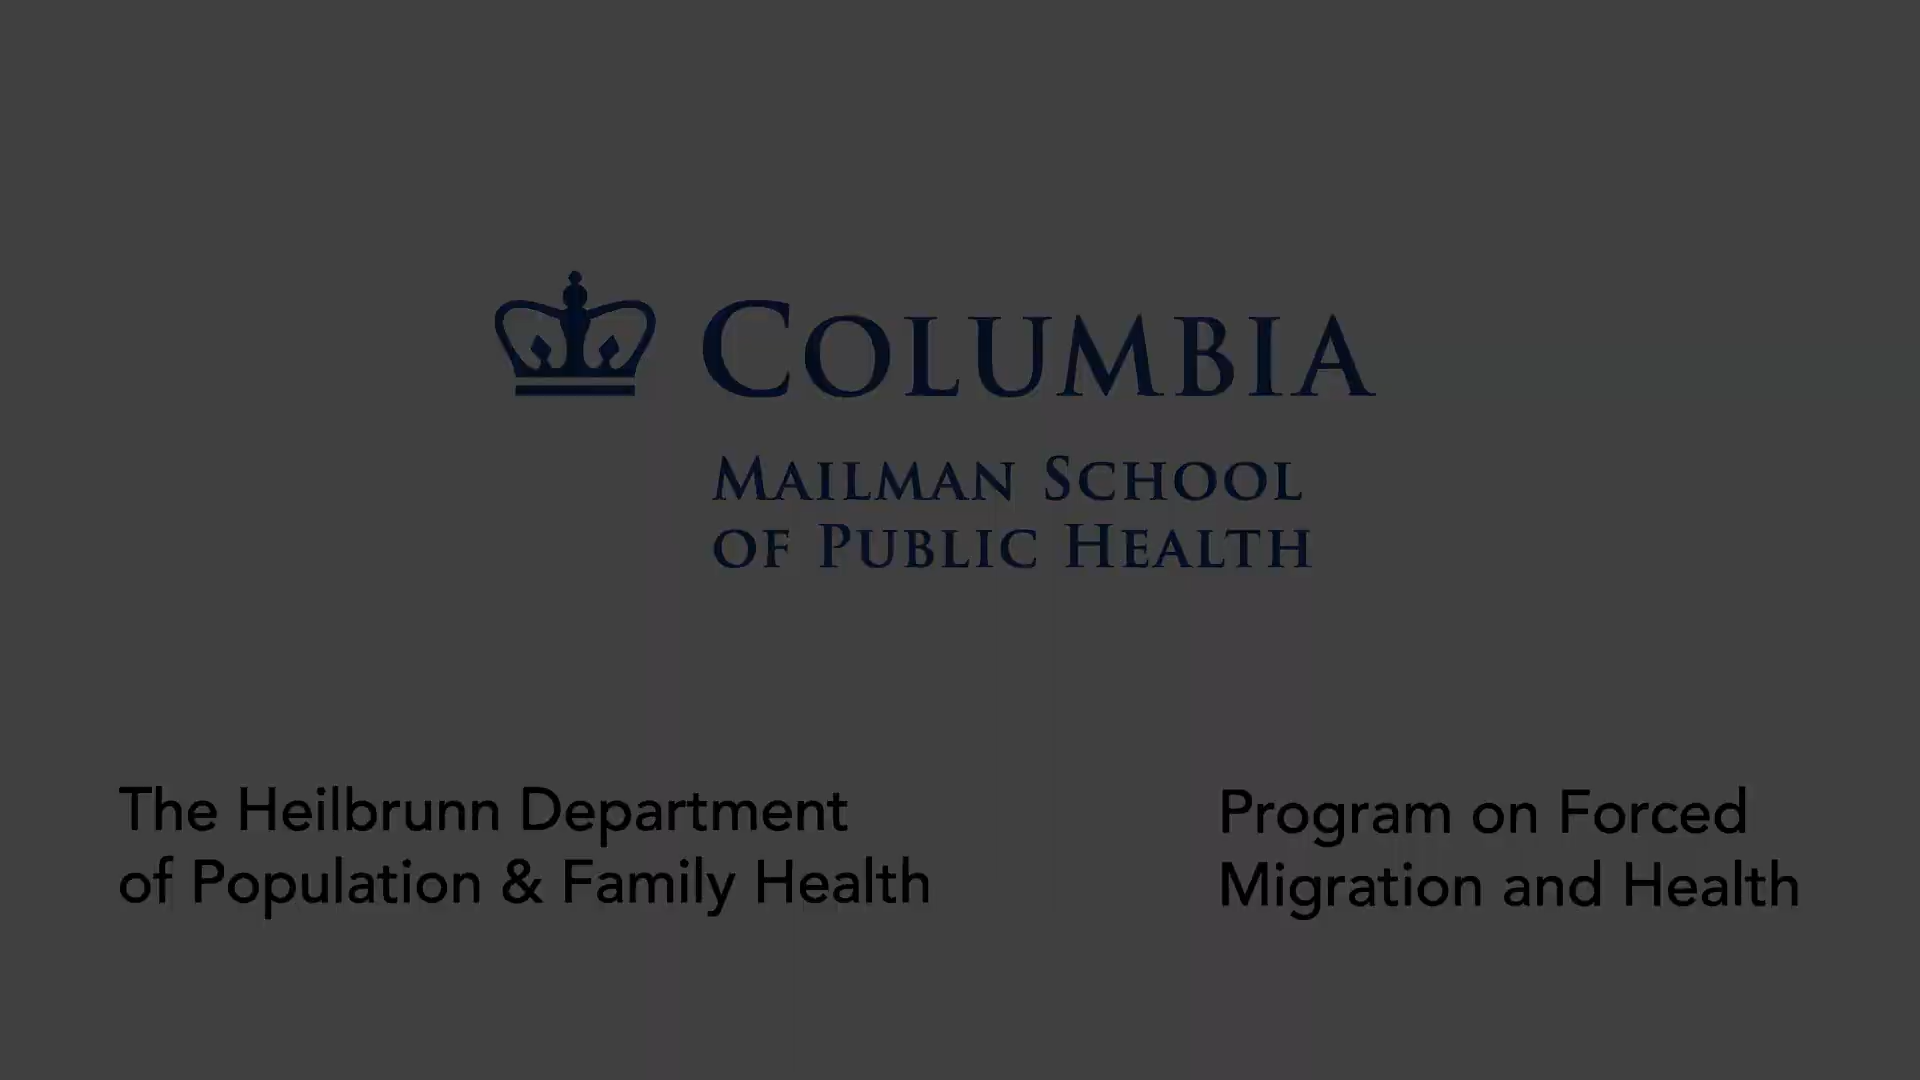 COLUMBIA
MAILMAN SCHOOL
OF PUBLIC HEALTH
The Heilbrunn Department
of Population & Family Health
Program on Forced
Migration and Health